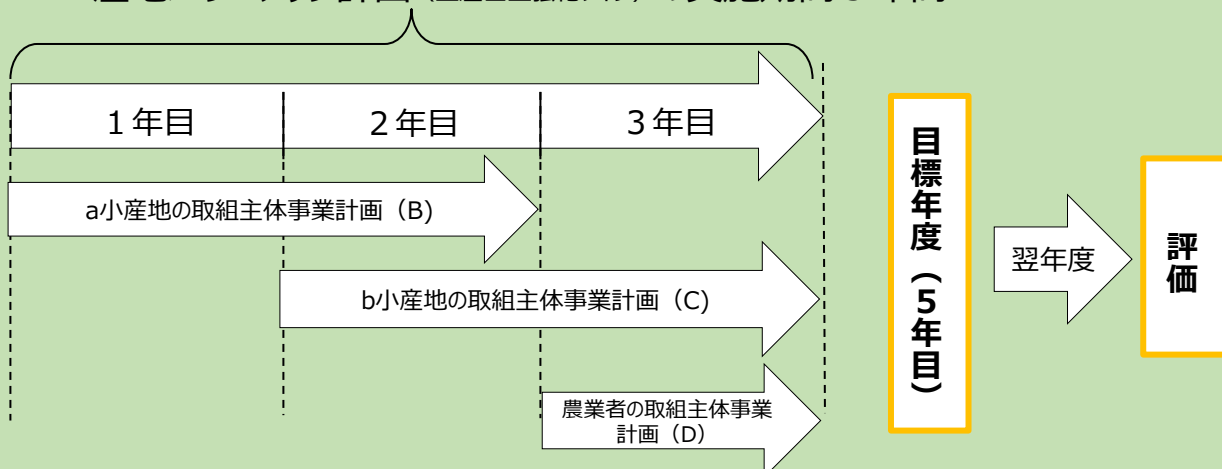 1年目
2年目
3年目
a小産地の取組主体事業計画（B)
b小産地の取組主体事業計画（C)
農業者の取組主体事業
計画（D）
目標年度（5年目）
翌年度
評価